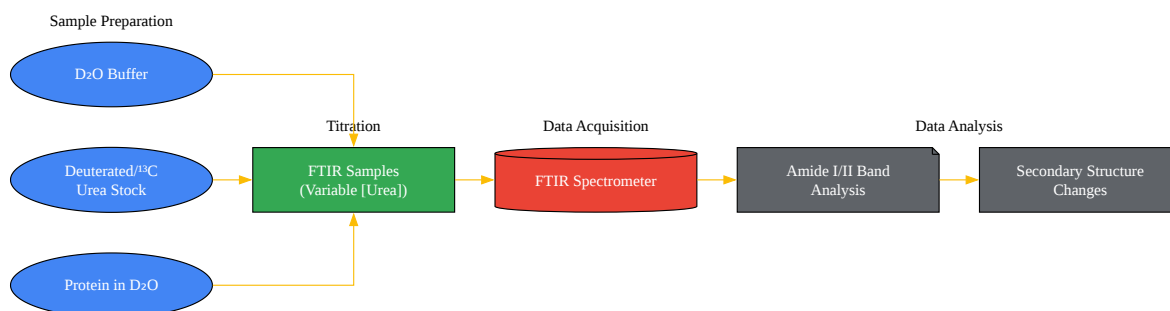 Sample Preparation
D₂O Buffer
Titration
Data Acquisition
Data Analysis
Deuterated/¹³C
Urea Stock
FTIR Samples
(Variable [Urea])
FTIR Spectrometer
Amide I/II Band
Analysis
Secondary Structure
Changes
Protein in D₂O